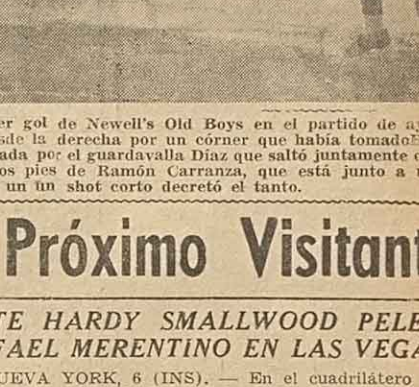 er gol de Newell's Old Boys en el partido de
sde la derecha por un córner que había tomado
ada por el guardavalla Díaz que saltó juntamente
os pies de Ramón Carranza, que está junto a
un un shot corto decretó el tanto.
Próximo Visitant
TE HARDY SMALLWOOD PELE
FAEL MERENTINO EN LAS VEGA
UEVA YORK, 6 (INS). — En el cuadrilátero